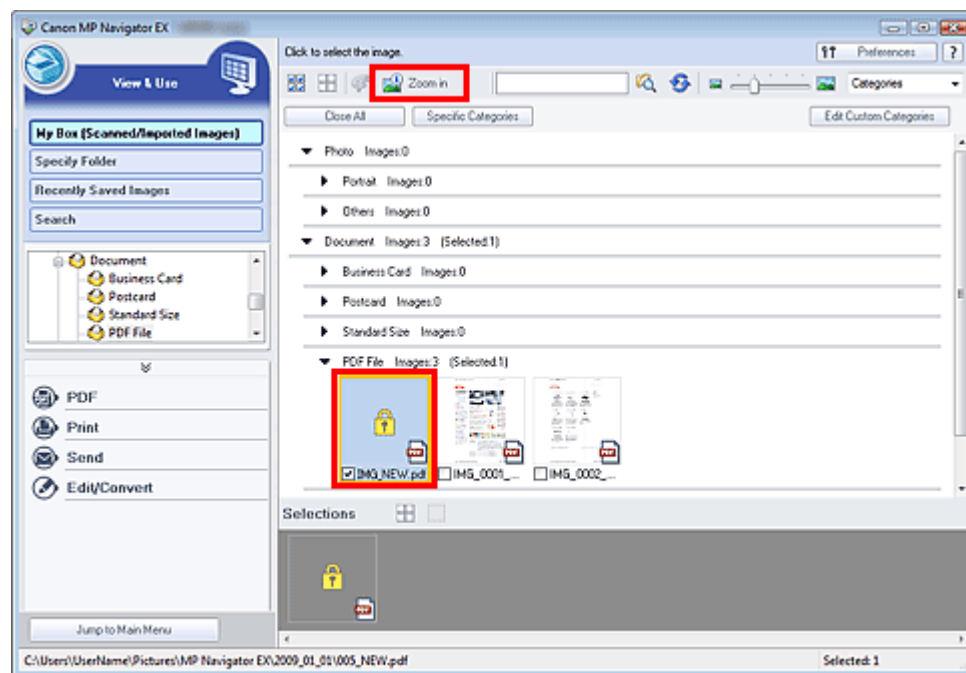 Canon MP Navigator EX
View & Use
My Box (Scanned/Imported Images)
Specify Folder
Recently Saved Images
Search
Document
Business Card
Postcard
Standard Size
PDF File
PDF
Print
Send
Edit/Convert
Jump to Main Menu
Click to select the image.
Preferences
?
Zoom in
Categories
Close All
Specific Categories
Edit Custom Categories
Photo Images:0
Portrait Images:0
Others Images:0
Document Images:3 (Selected:1)
Business Card Images:0
Postcard Images:0
Standard Size Images:0
PDF File Images:3 (Selected:1)
IMG_NEW.pdf
IMG_0001_...
IMG_0002_...
Selections
C:\Users\UserName\Pictures\MP Navigator EX\2009_01_01\005_NEW.pdf
Selected: 1